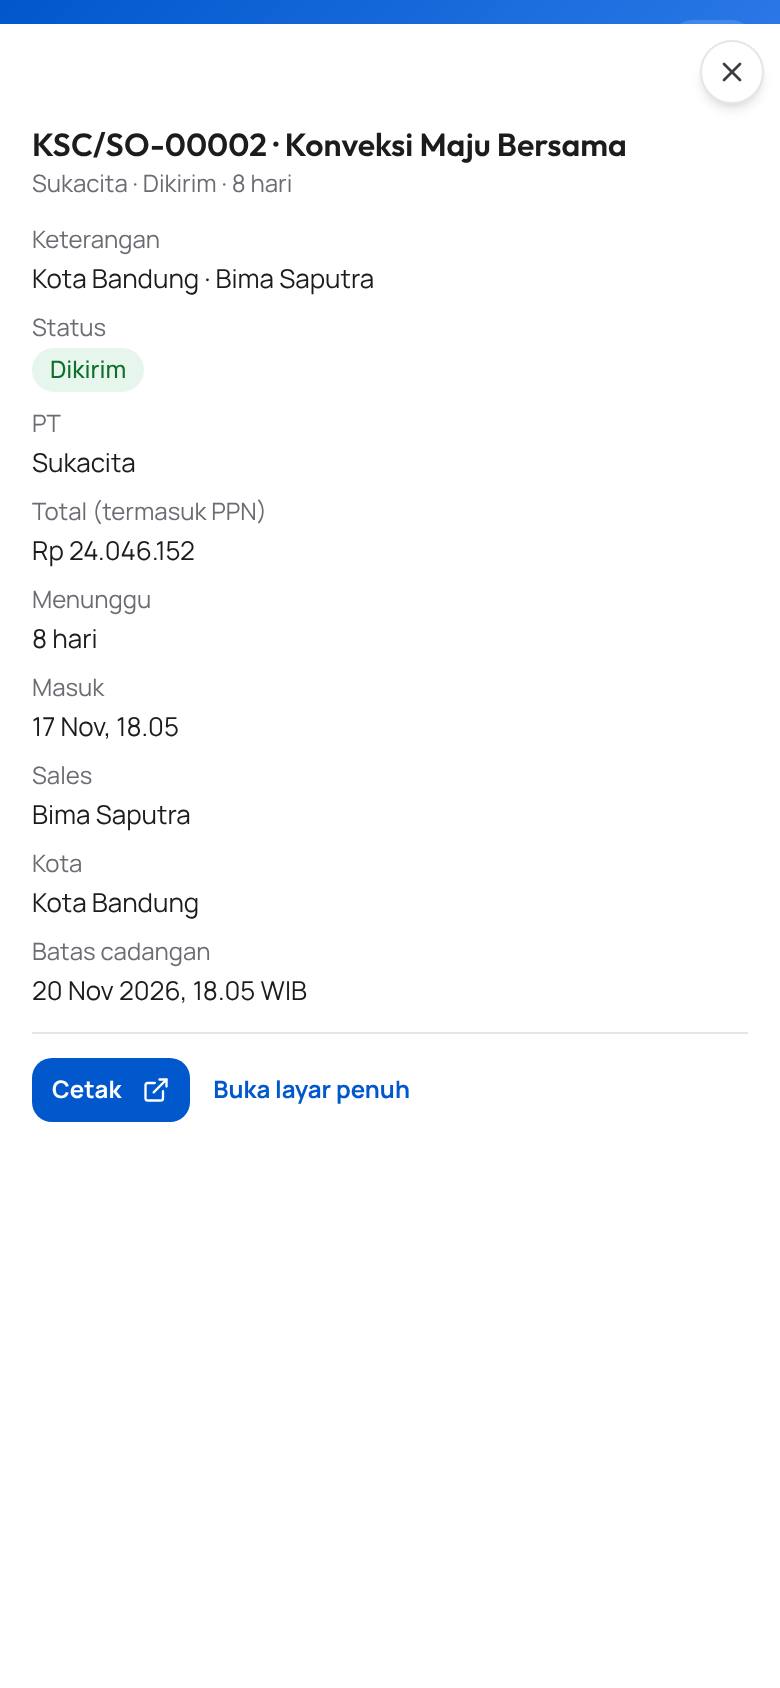 KSC/SO-00002 · Konveksi Maju Bersama
Sukacita · Dikirim · 8 hari
Keterangan
Kota Bandung · Bima Saputra
Status
Dikirim
PT
Sukacita
Total (termasuk PPN)
Rp 24.046.152
Menunggu
8 hari
Masuk
17 Nov, 18.05
Sales
Bima Saputra
Kota
Kota Bandung
Batas cadangan
20 Nov 2026, 18.05 WIB
Cetak
Buka layar penuh